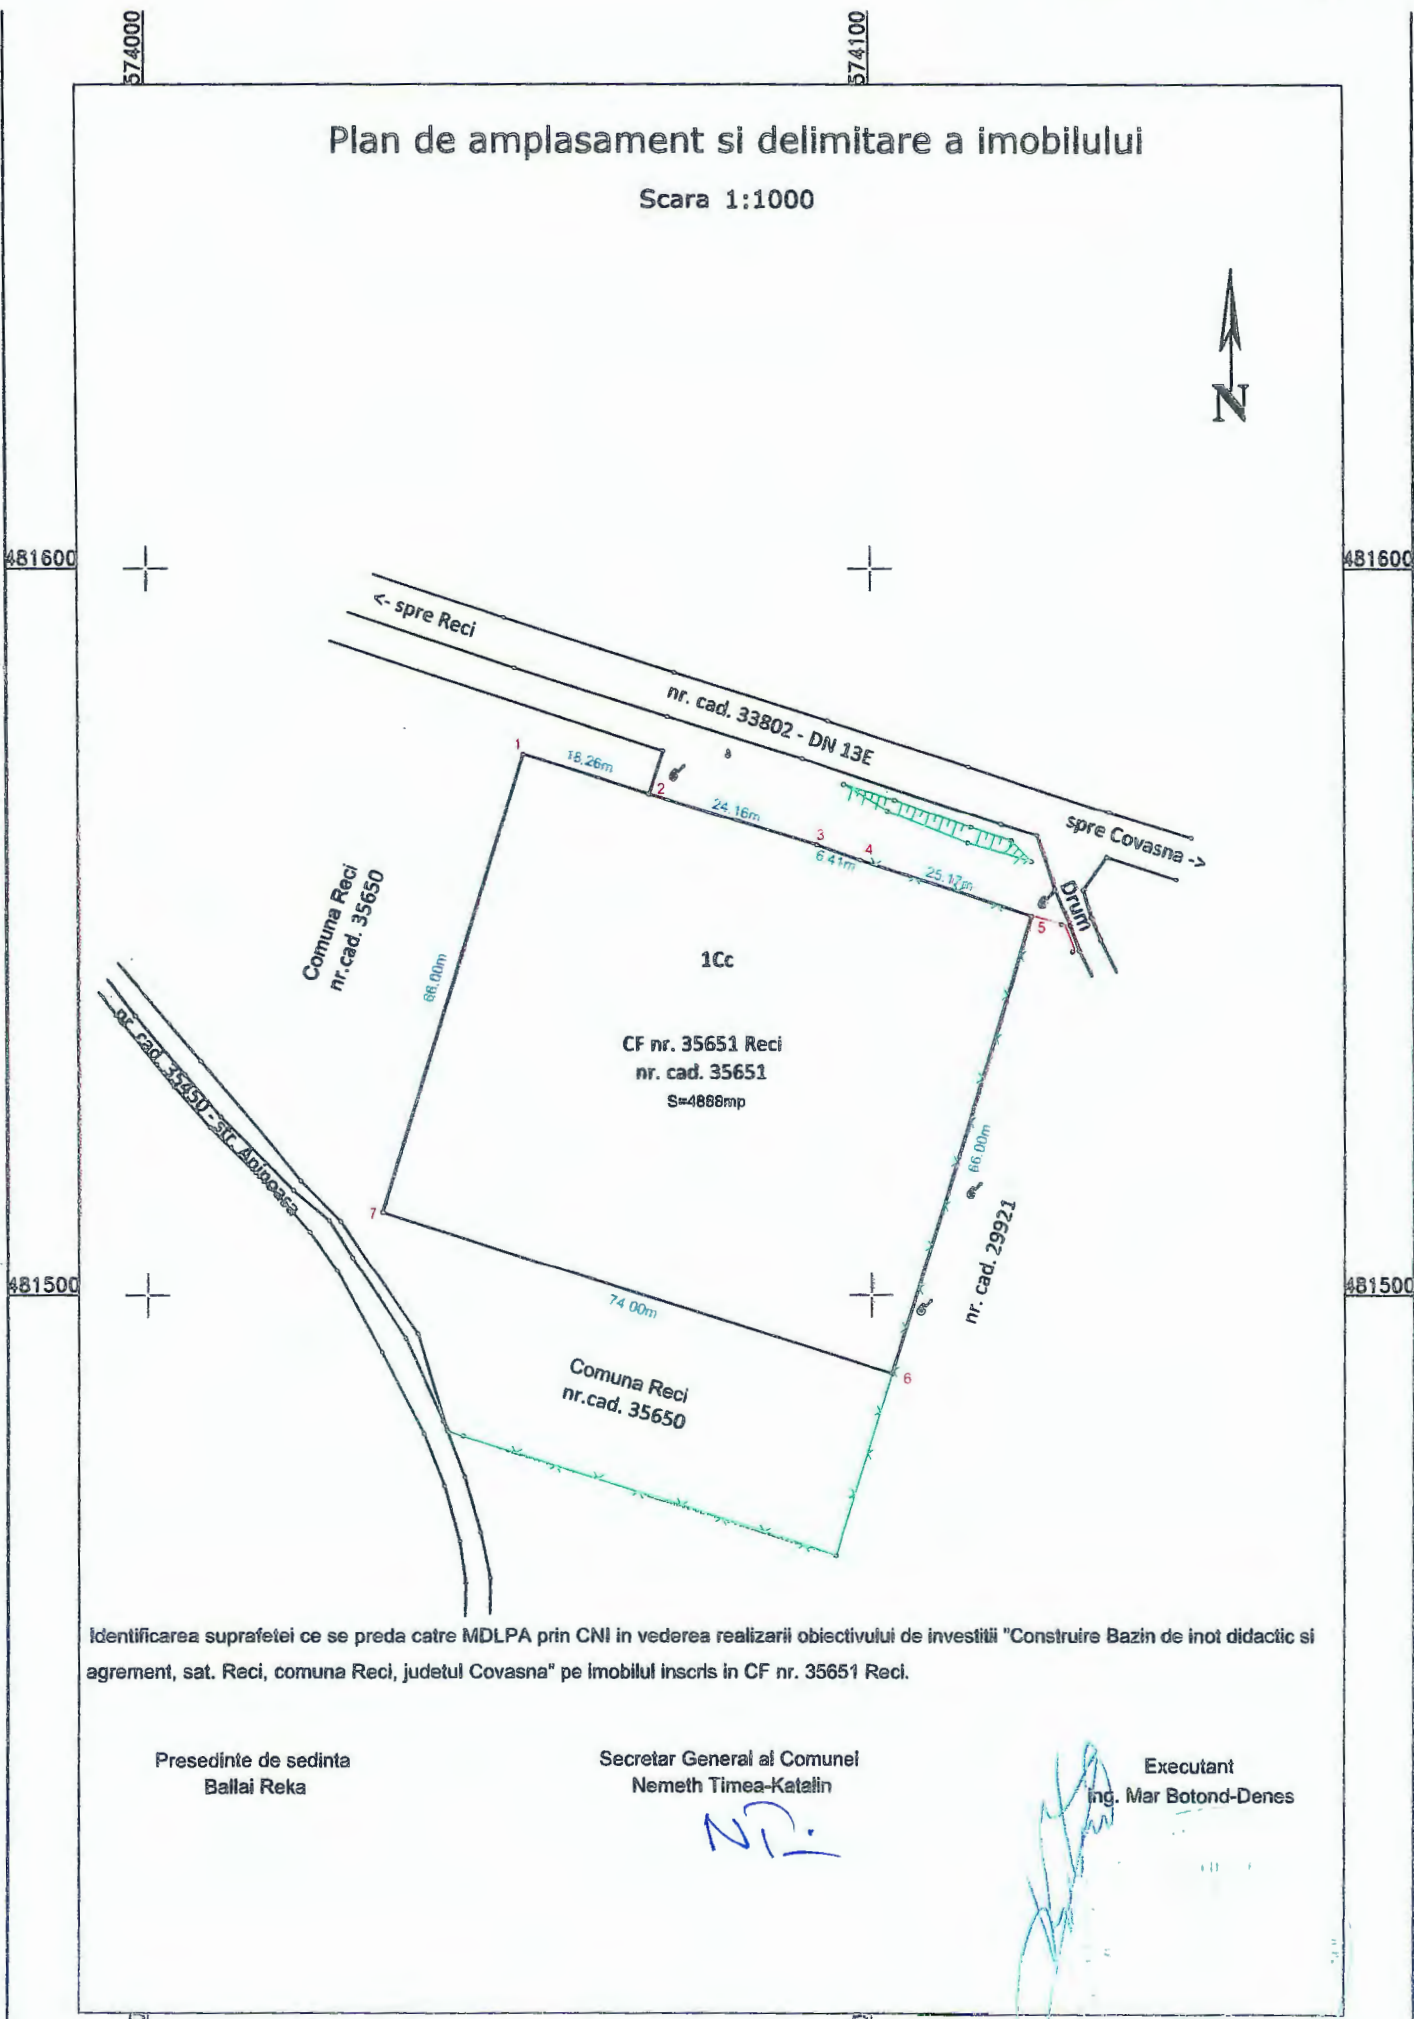 574000
574100
Plan de amplasament si delimitare a imobilului
Scara 1:1000
N
481600
481600
<- spre Reci
nr. cad. 33802 - DN 13E
spre Covasna ->
Drum
1
18.26m
2
24.16m
3
6.41m
4
25.17m
5
Comuna Reci
nr.cad. 35650
66.00m
1Cc
CF nr. 35651 Reci
nr. cad. 35651
S=4888mp
nr. cad. 35450 - str. Aninoasa
66.00m
nr. cad. 29921
7
481500
481500
74.00m
6
Comuna Reci
nr.cad. 35650
Identificarea suprafetei ce se preda catre MDLPA prin CNI in vederea realizarii obiectivului de investitii "Construire Bazin de inot didactic si
agrement, sat. Reci, comuna Reci, judetul Covasna" pe imobilul inscris in CF nr. 35651 Reci.
Presedinte de sedinta
Ballai Reka
Secretar General al Comunei
Nemeth Timea-Katalin
Executant
ing. Mar Botond-Denes